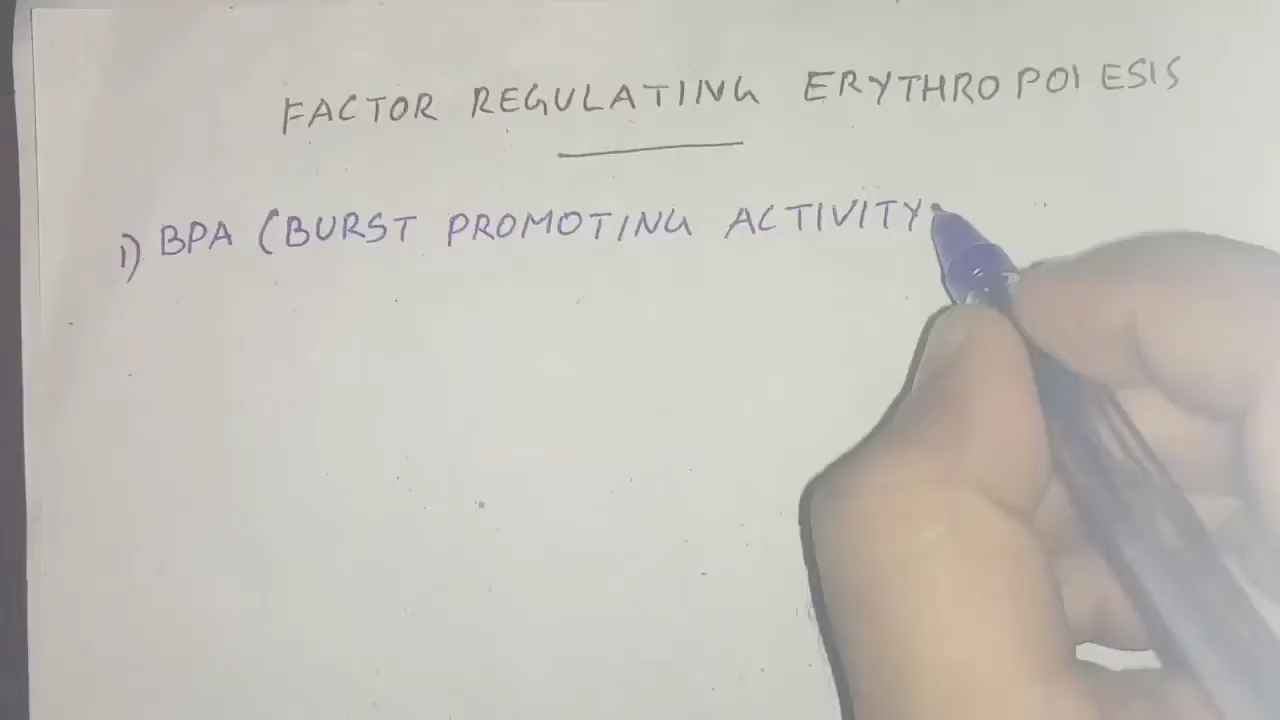 FACTOR REGULATING ERYTHROPOIESIS
1) BPA (BURST PROMOTING ACTIVITY